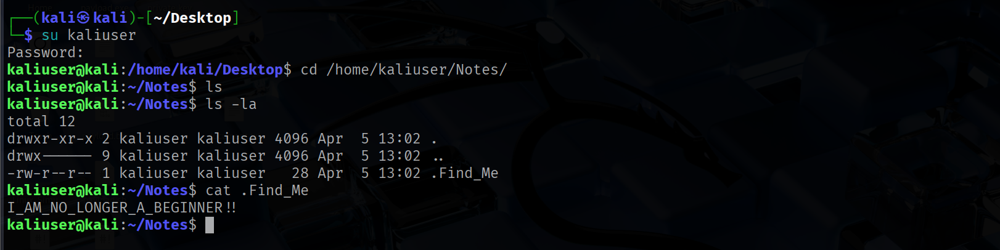 ┌──(kali㉿kali)-[~/Desktop]
└─$ su kaliuser
Password:
kaliuser@kali:/home/kali/Desktop$ cd /home/kaliuser/Notes/
kaliuser@kali:~/Notes$ ls
kaliuser@kali:~/Notes$ ls -la
total 12
drwxr-xr-x 2 kaliuser kaliuser 4096 Apr  5 13:02 .
drwx------ 9 kaliuser kaliuser 4096 Apr  5 13:02 ..
-rw-r--r-- 1 kaliuser kaliuser   28 Apr  5 13:02 .Find_Me
kaliuser@kali:~/Notes$ cat .Find_Me
I_AM_NO_LONGER_A_BEGINNER!!
kaliuser@kali:~/Notes$